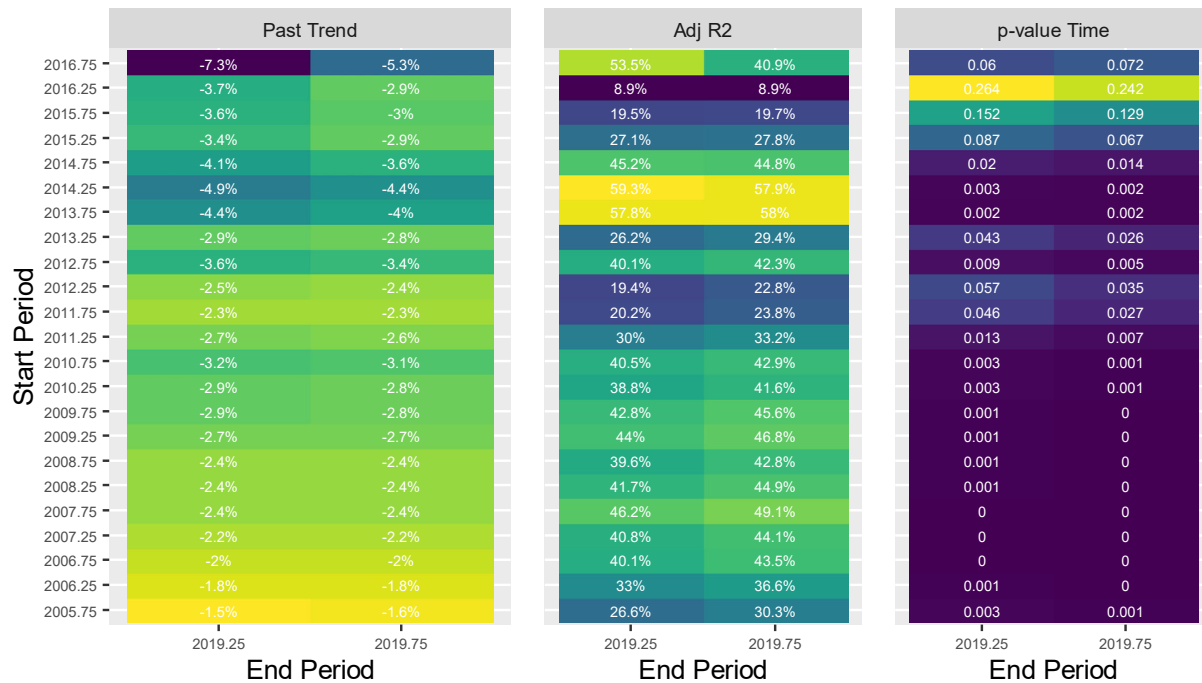 Past Trend Adj R2 p-value Time
Start Period
2016.75 -7.3% -5.3% 53.5% 40.9% 0.06 0.072
2016.25 -3.7% -2.9% 8.9% 8.9% 0.264 0.242
2015.75 -3.6% -3% 19.5% 19.7% 0.152 0.129
2015.25 -3.4% -2.9% 27.1% 27.8% 0.087 0.067
2014.75 -4.1% -3.6% 45.2% 44.8% 0.02 0.014
2014.25 -4.9% -4.4% 59.3% 57.9% 0.003 0.002
2013.75 -4.4% -4% 57.8% 58% 0.002 0.002
2013.25 -2.9% -2.8% 26.2% 29.4% 0.043 0.026
2012.75 -3.6% -3.4% 40.1% 42.3% 0.009 0.005
2012.25 -2.5% -2.4% 19.4% 22.8% 0.057 0.035
2011.75 -2.3% -2.3% 20.2% 23.8% 0.046 0.027
2011.25 -2.7% -2.6% 30% 33.2% 0.013 0.007
2010.75 -3.2% -3.1% 40.5% 42.9% 0.003 0.001
2010.25 -2.9% -2.8% 38.8% 41.6% 0.003 0.001
2009.75 -2.9% -2.8% 42.8% 45.6% 0.001 0
2009.25 -2.7% -2.7% 44% 46.8% 0.001 0
2008.75 -2.4% -2.4% 39.6% 42.8% 0.001 0
2008.25 -2.4% -2.4% 41.7% 44.9% 0.001 0
2007.75 -2.4% -2.4% 46.2% 49.1% 0 0
2007.25 -2.2% -2.2% 40.8% 44.1% 0 0
2006.75 -2% -2% 40.1% 43.5% 0 0
2006.25 -1.8% -1.8% 33% 36.6% 0.001 0
2005.75 -1.5% -1.6% 26.6% 30.3% 0.003 0.001
2019.25 2019.75 2019.25 2019.75 2019.25 2019.75
End Period End Period End Period